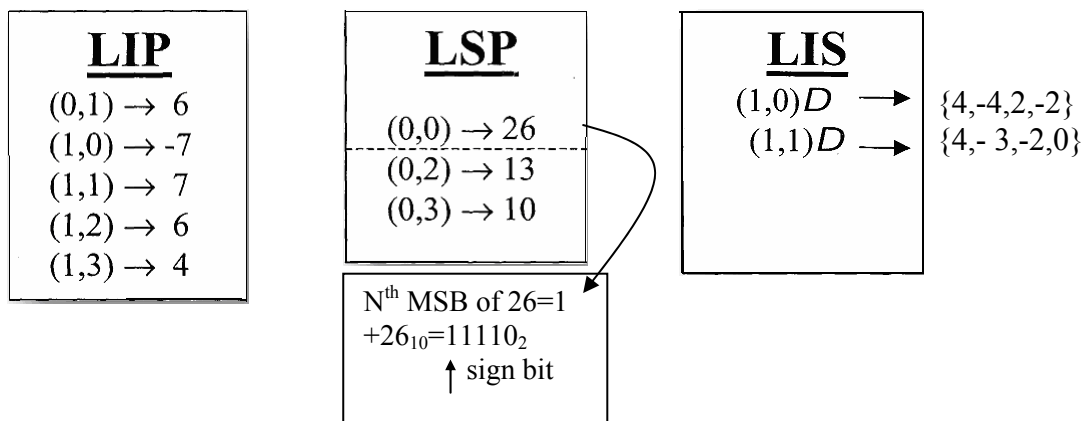 LIP
(0,1) → 6
(1,0) → -7
(1,1) → 7
(1,2) → 6
(1,3) → 4
LSP
(0,0) → 26
(0,2) → 13
(0,3) → 10
Nth MSB of 26=1
+26₁₀=11110₂
↑ sign bit
LIS
(1,0)D → {4,-4,2,-2}
(1,1)D → {4,- 3,-2,0}